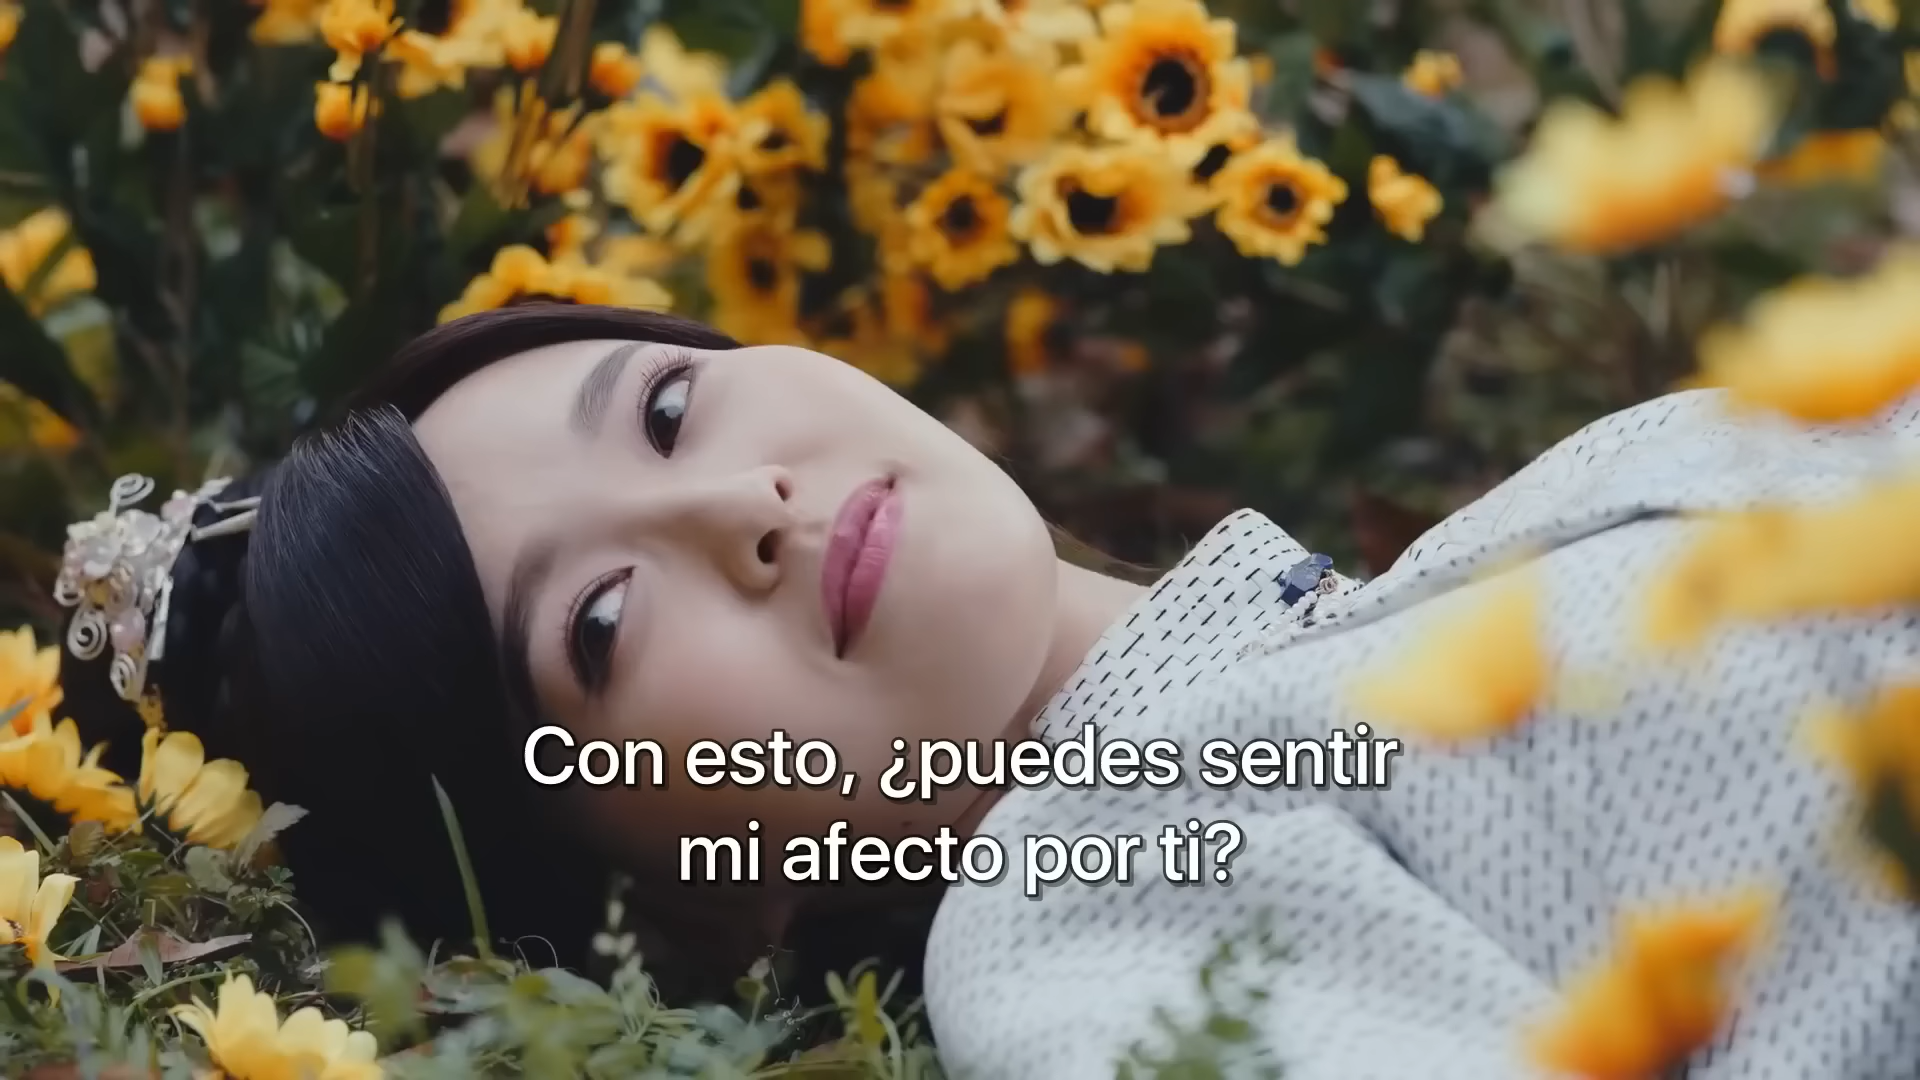 Con esto, ¿puedes sentir
mi afecto por ti?